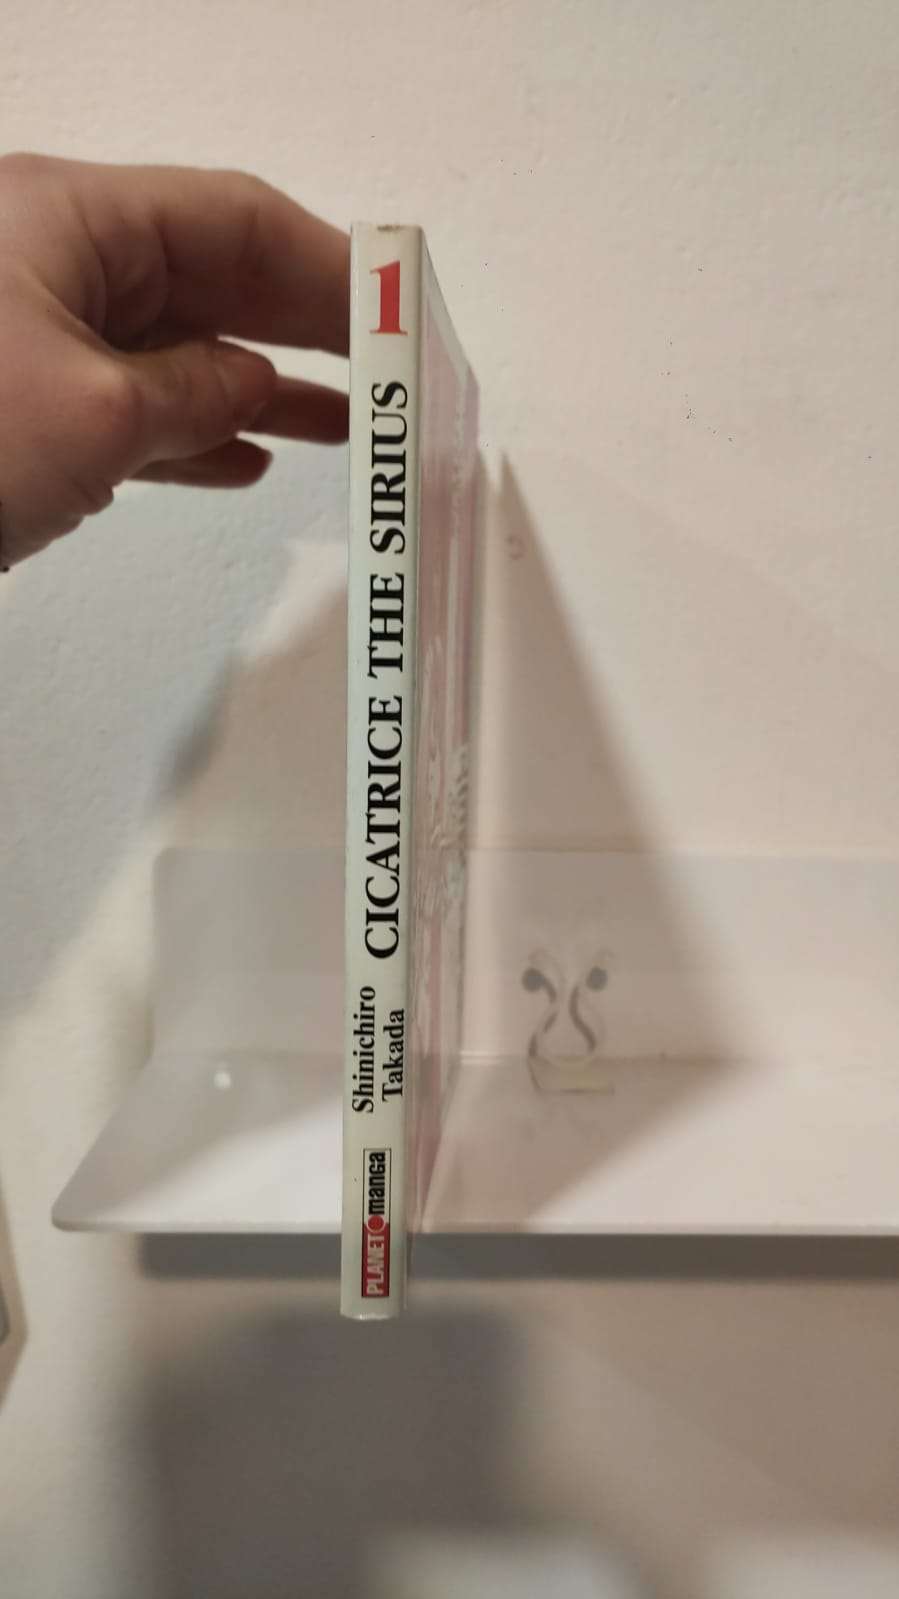 PLANET manga
Shinichiro
Takada
CICATRICE THE SIRIUS
1